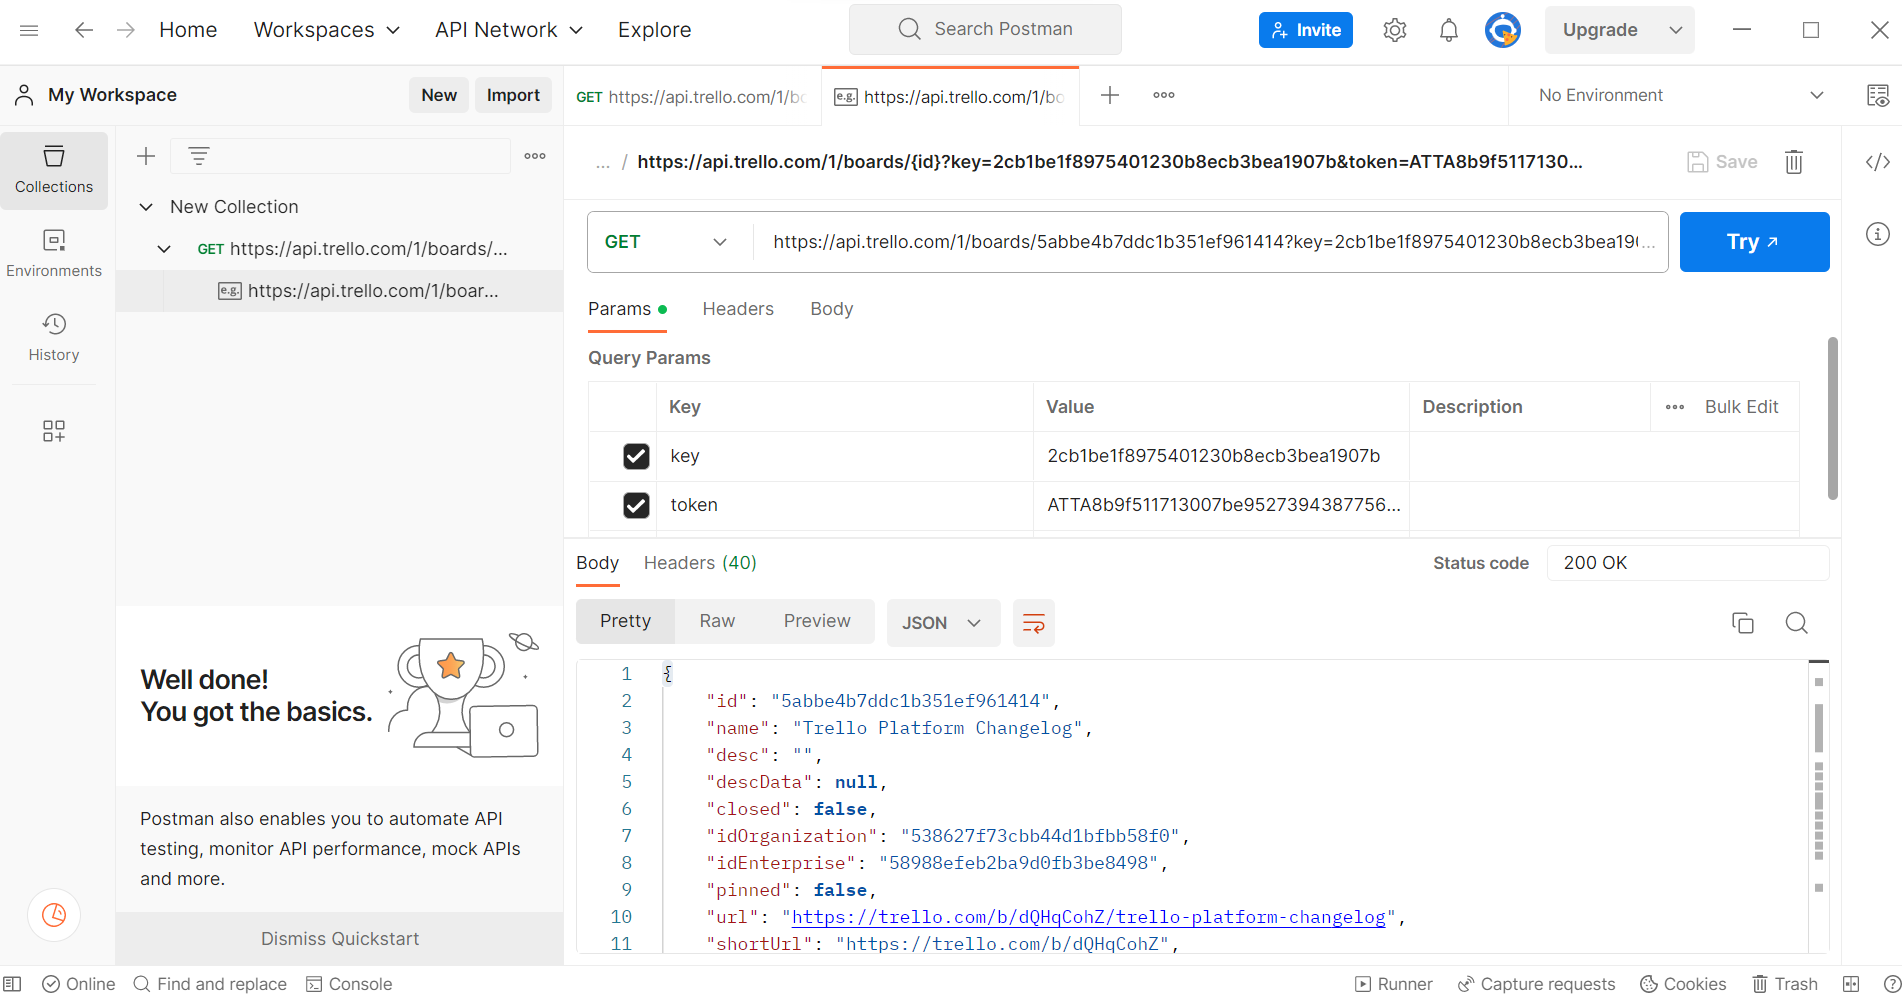 Home Workspaces API Network Explore Search Postman Invite Upgrade
My Workspace New Import GET https://api.trello.com/1/bo e.g. https://api.trello.com/1/bo No Environment
Collections
Environments
History
New Collection
GET https://api.trello.com/1/boards/...
e.g. https://api.trello.com/1/boar...
Well done!
You got the basics.
Postman also enables you to automate API
testing, monitor API performance, mock APIs
and more.
Dismiss Quickstart
... / https://api.trello.com/1/boards/{id}?key=2cb1be1f8975401230b8ecb3bea1907b&token=ATTA8b9f5117130... Save
GET https://api.trello.com/1/boards/5abbe4b7ddc1b351ef961414?key=2cb1be1f8975401230b8ecb3bea19... Try
Params Headers Body
Query Params
Key Value Description Bulk Edit
key 2cb1be1f8975401230b8ecb3bea1907b
token ATTA8b9f511713007be9527394387756...
Body Headers (40) Status code 200 OK
Pretty Raw Preview JSON
1 {
2 "id": "5abbe4b7ddc1b351ef961414",
3 "name": "Trello Platform Changelog",
4 "desc": "",
5 "descData": null,
6 "closed": false,
7 "idOrganization": "538627f73cbb44d1bfbb58f0",
8 "idEnterprise": "58988efeb2ba9d0fb3be8498",
9 "pinned": false,
10 "url": "https://trello.com/b/dQHqCohZ/trello-platform-changelog",
11 "shortUrl": "https://trello.com/b/dQHqCohZ",
Online Find and replace Console Runner Capture requests Cookies Trash